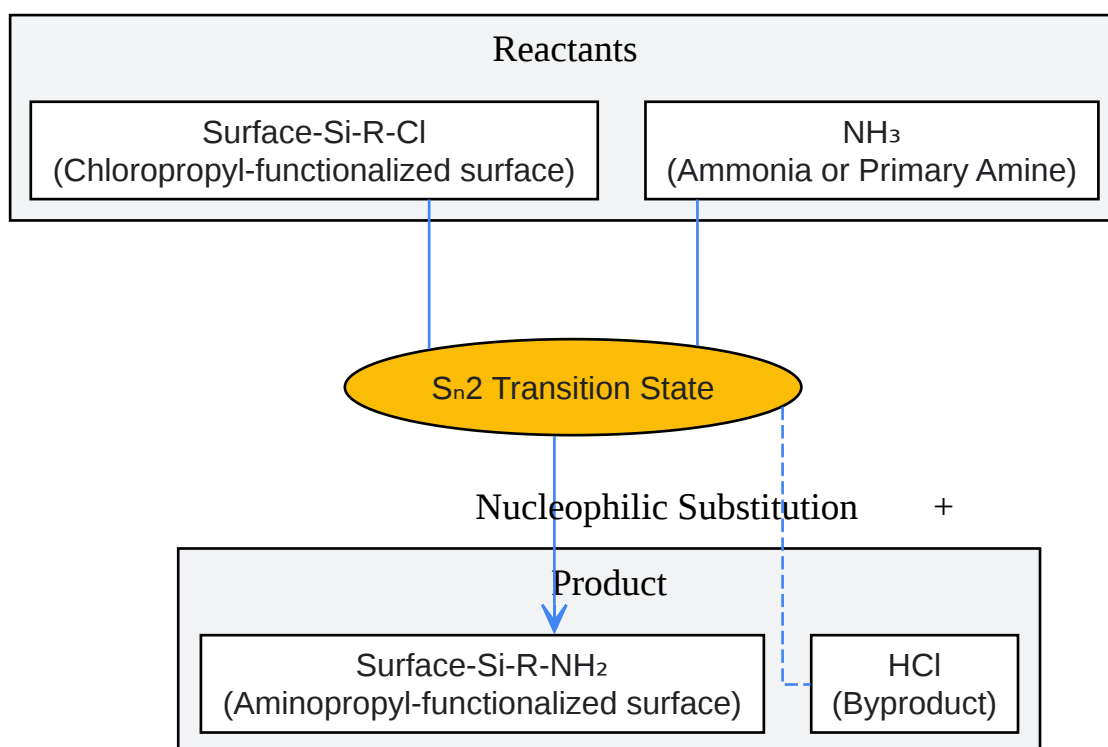 Reactants
Surface-Si-R-Cl
(Chloropropyl-functionalized surface)
NH₃
(Ammonia or Primary Amine)
Sₙ2 Transition State
Nucleophilic Substitution
+
Product
Surface-Si-R-NH₂
(Aminopropyl-functionalized surface)
HCl
(Byproduct)